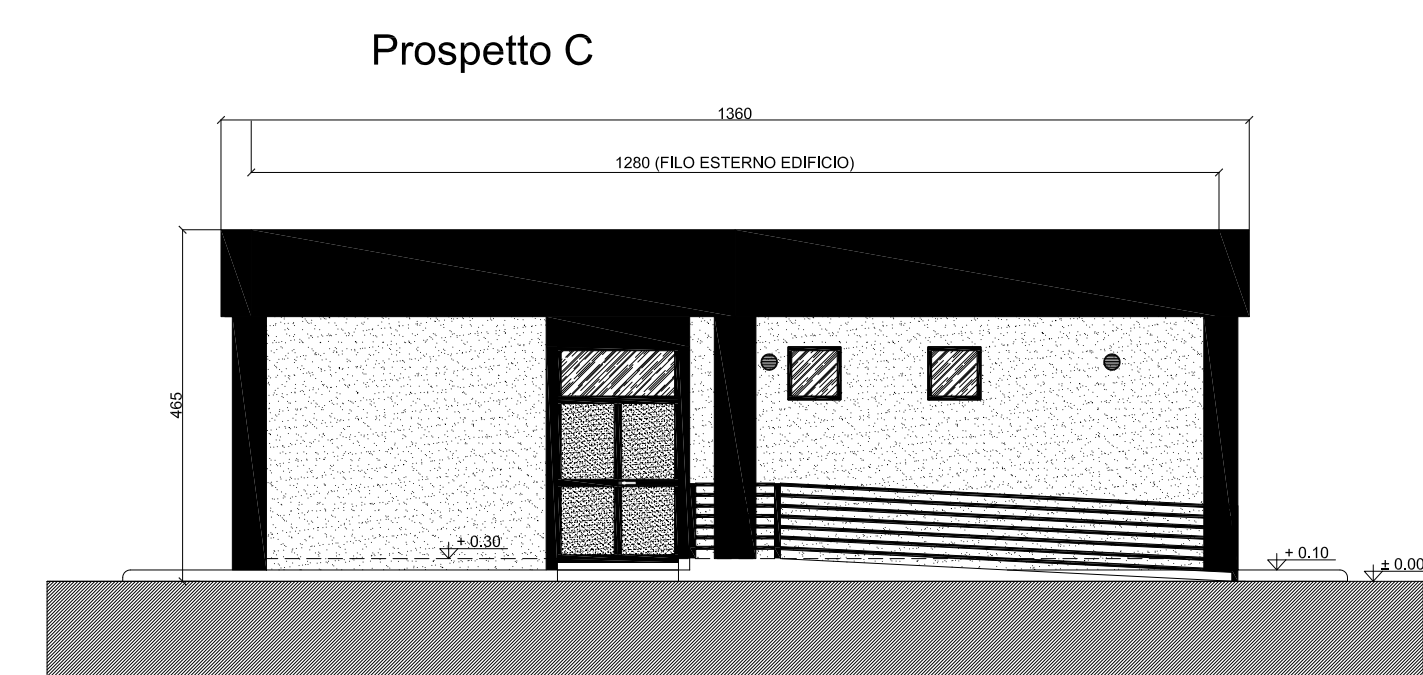 Prospetto C
1360
1280 (FILO ESTERNO EDIFICIO)
465
+ 0.30
+ 0.10
± 0.00